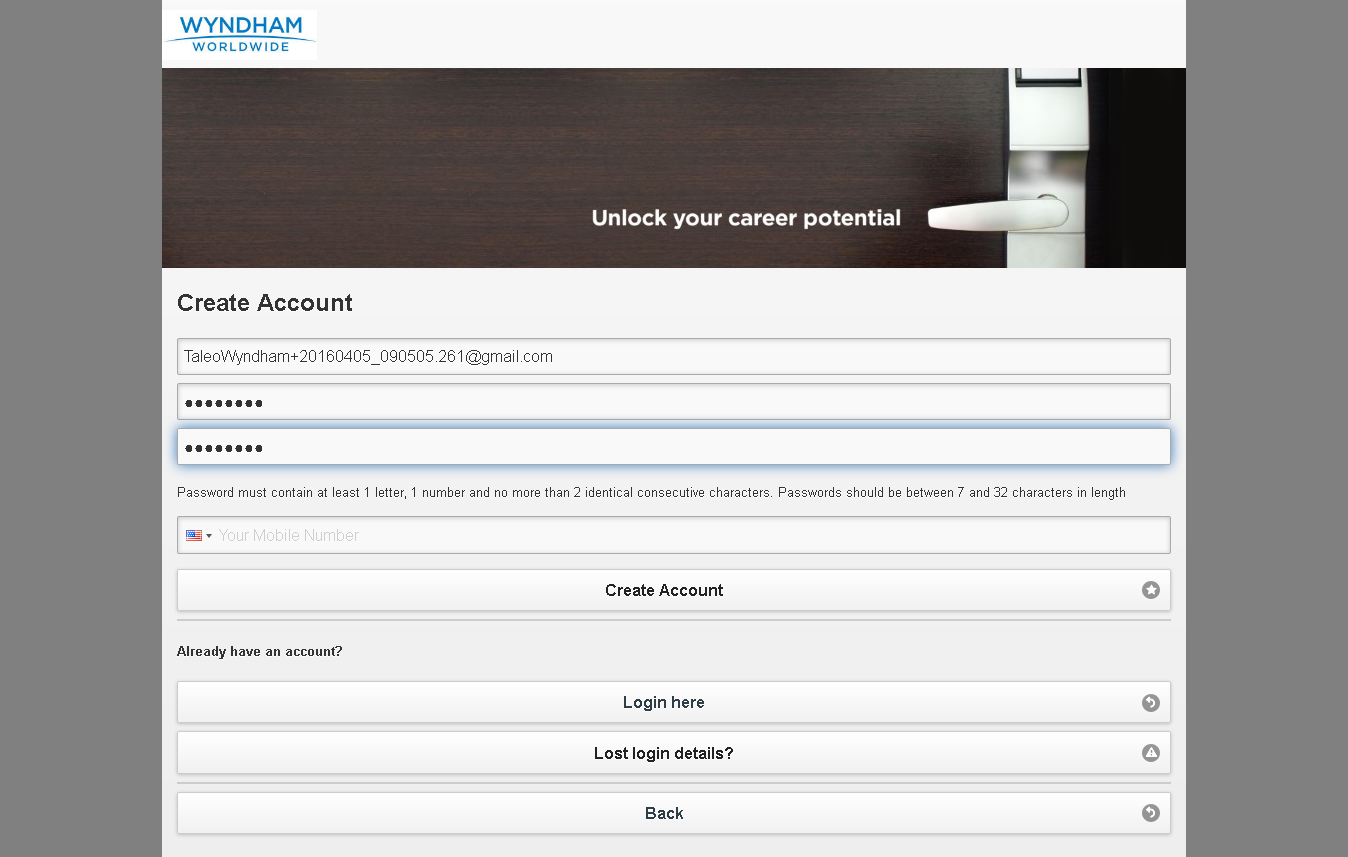 WYNDHAM
WORLDWIDE
Unlock your career potential
Create Account
TaleoWyndham+20160405_090505.261@gmail.com
••••••••
••••••••
Password must contain at least 1 letter, 1 number and no more than 2 identical consecutive characters. Passwords should be between 7 and 32 characters in length
Your Mobile Number
Create Account
Already have an account?
Login here
Lost login details?
Back